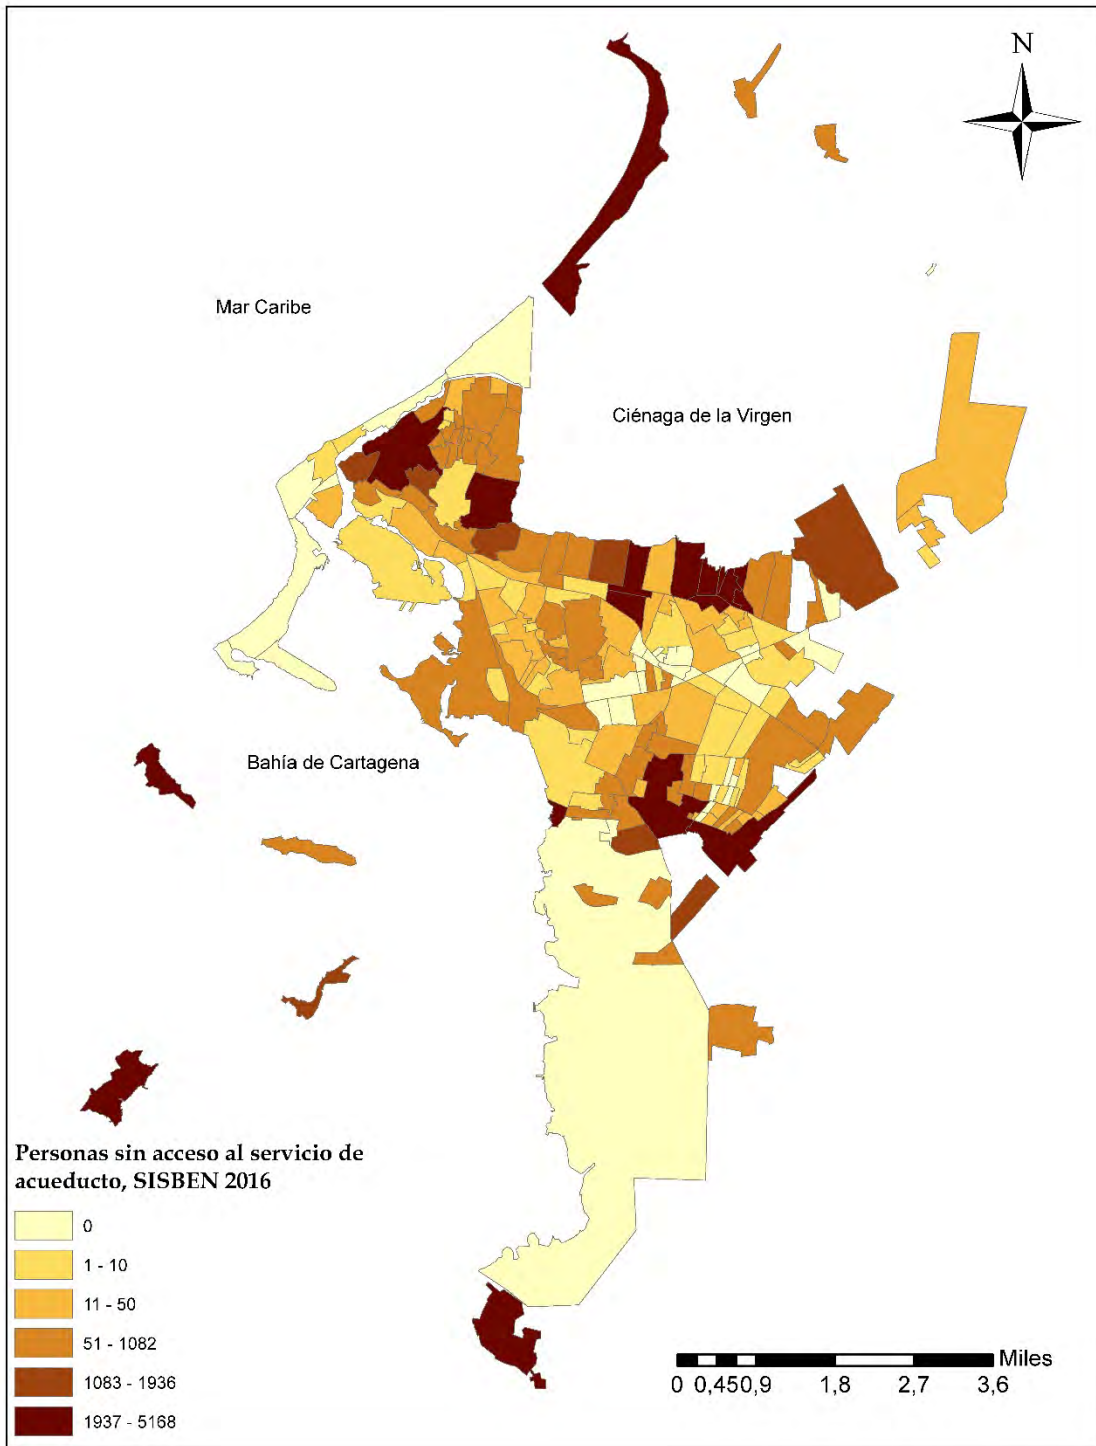 N
Mar Caribe
Ciénaga de la Virgen
Bahía de Cartagena
Personas sin acceso al servicio de
acueducto, SISBEN 2016
0
1 - 10
11 - 50
51 - 1082
1083 - 1936
1937 - 5168
Miles
0 0,450,9 1,8 2,7 3,6